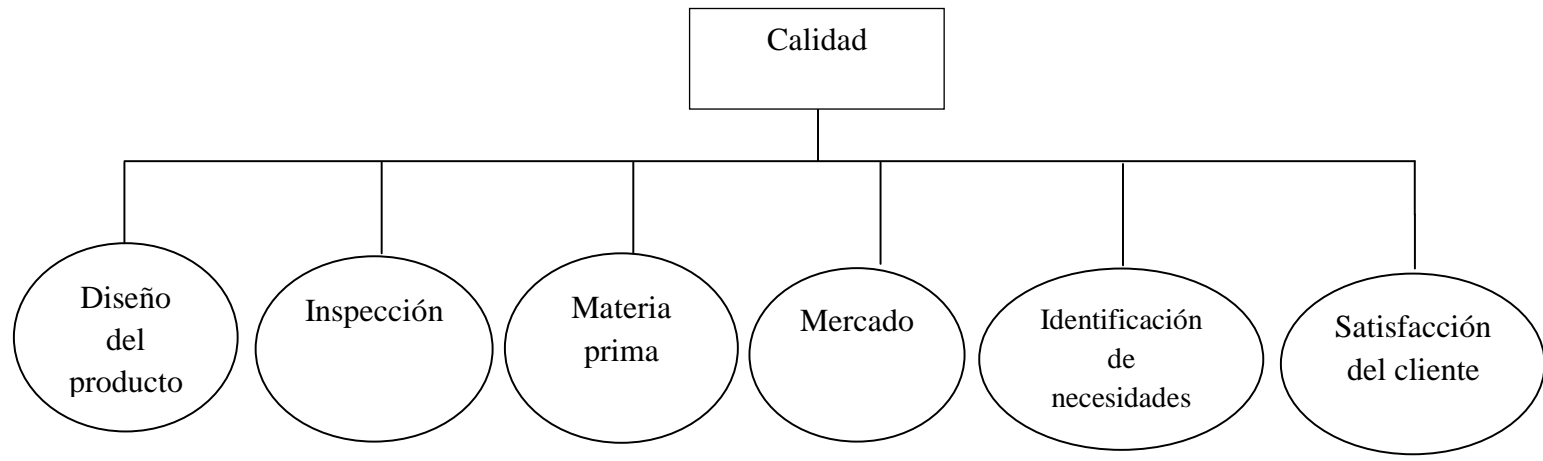 Calidad
Diseño
del
producto
Inspección
Materia
prima
Mercado
Identificación
de
necesidades
Satisfacción
del cliente